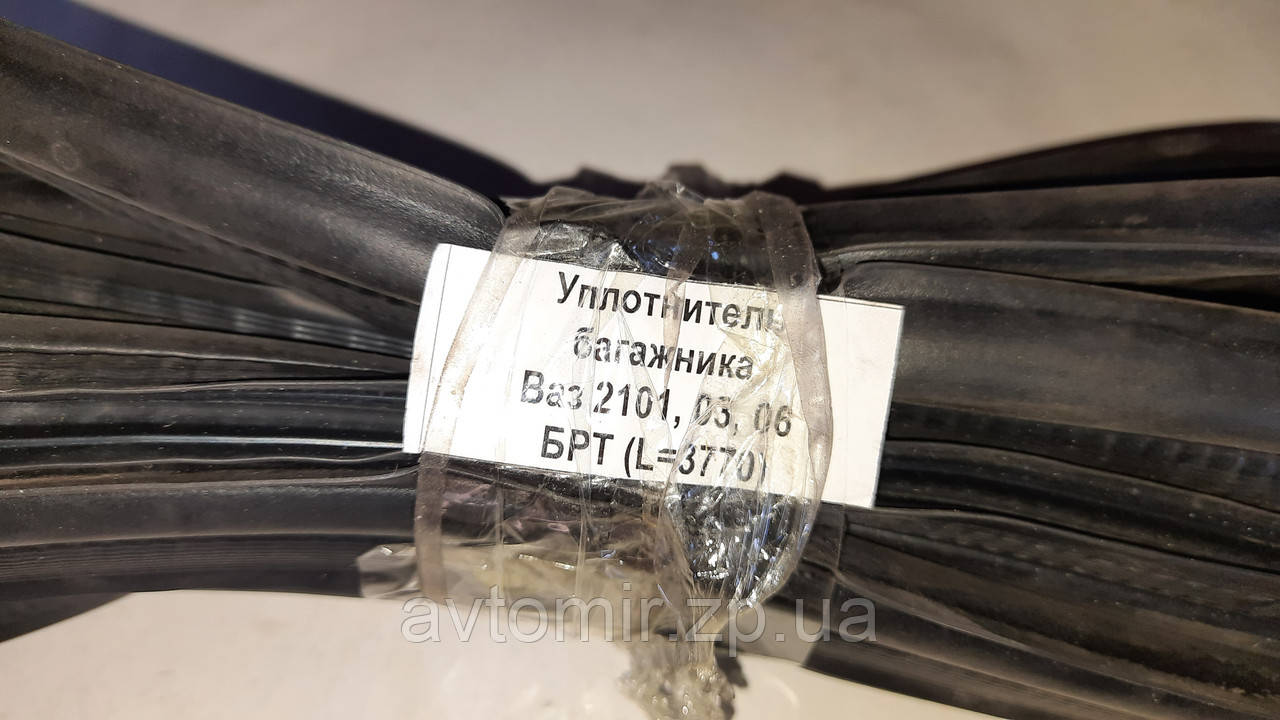 Уплотнитель
багажника
Ваз 2101, 03, 06
БРТ (L=3770)
avtomir.zp.ua